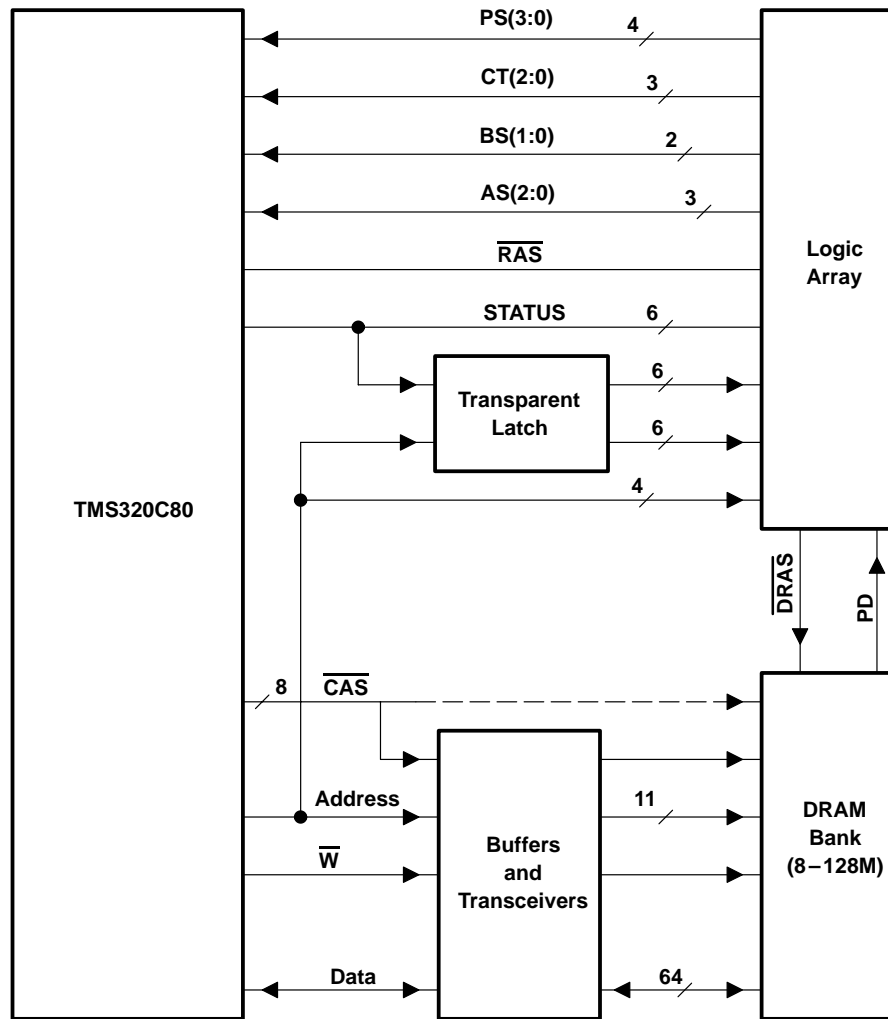 PS(3:0)
4
CT(2:0)
3
BS(1:0)
2
AS(2:0)
3
RAS
Logic
Array
STATUS
6
Transparent
Latch
6
6
4
TMS320C80
DRAS
PD
8
CAS
Address
11
W
Buffers
and
Transceivers
DRAM
Bank
(8–128M)
Data
64